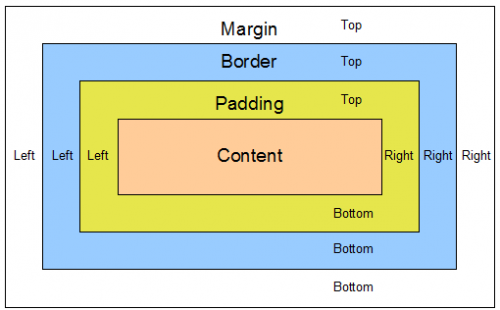 Margin Top
Border Top
Padding Top
Left Left Left Content Right Right Right
Bottom
Bottom
Bottom